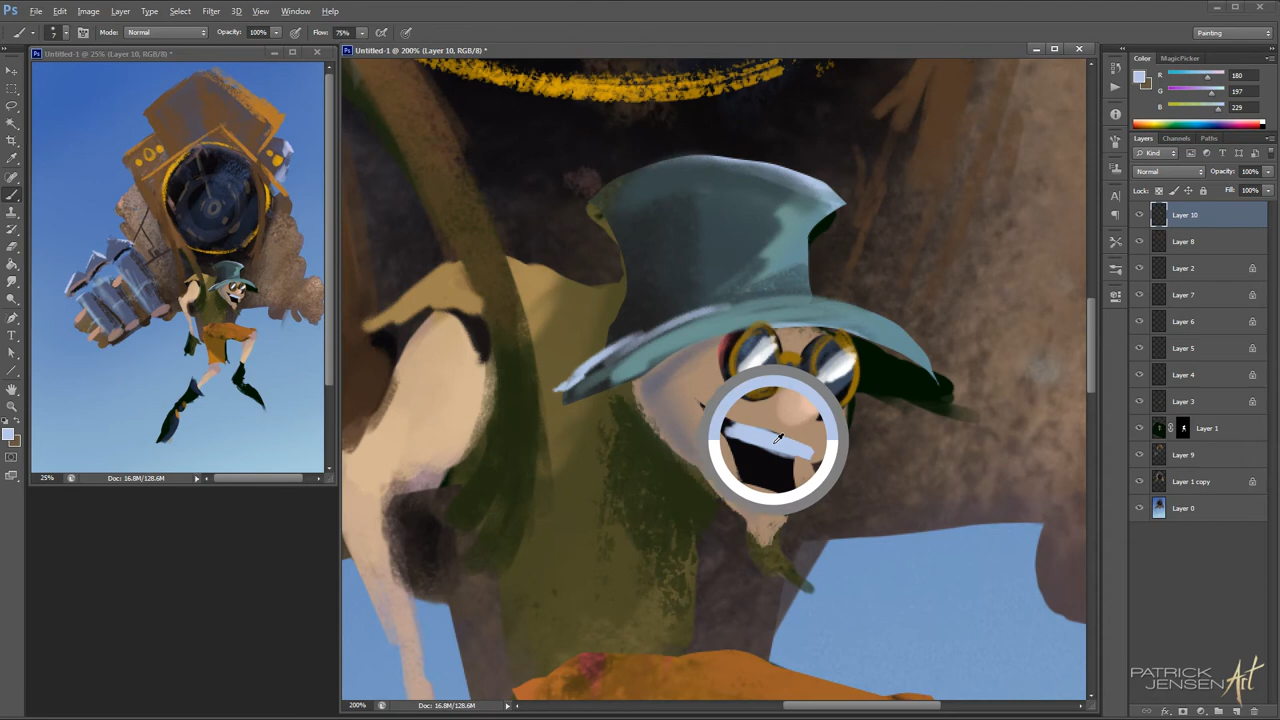 Ps File Edit Image Layer Type Select Filter 3D View Window Help
7 Mode: Normal Opacity: 100% Flow: 75% Painting
Untitled-1 @ 25% (Layer 10, RGB/8) *
Untitled-1 @ 200% (Layer 10, RGB/8) *
Color MagicPicker
R 180
G 197
B 229
Layers Channels Paths
Kind
Normal Opacity: 100%
Lock: Fill: 100%
Layer 10
Layer 8
Layer 2
Layer 7
Layer 6
Layer 5
Layer 4
Layer 3
Layer 1
Layer 9
Layer 1 copy
Layer 0
25% Doc: 16.8M/128.6M
200% Doc: 16.8M/128.6M
PATRICK
JENSEN Art